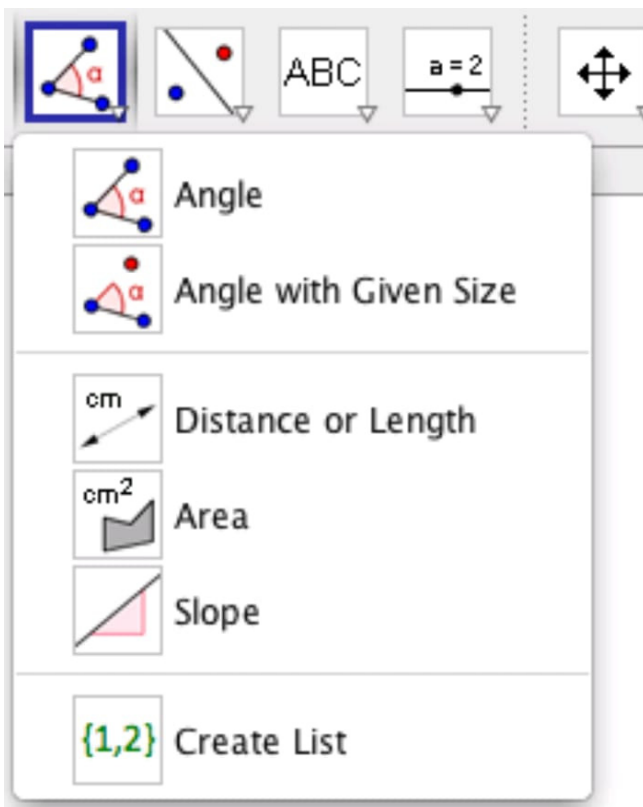 α ABC a = 2
α Angle
α Angle with Given Size
cm Distance or Length
cm² Area
Slope
{1,2} Create List